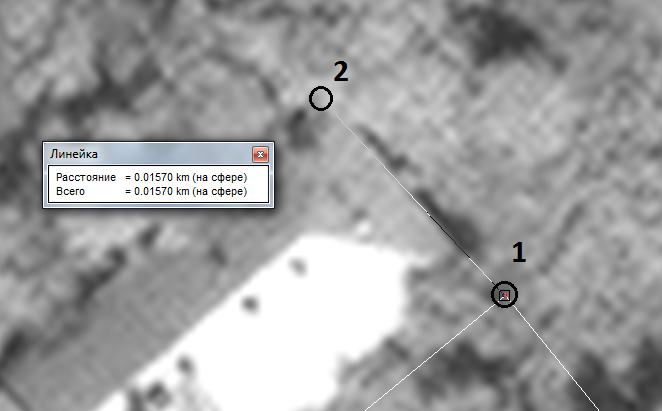 2
Линейка
Расстояние = 0.01570 km (на сфере)
Всего = 0.01570 km (на сфере)
1